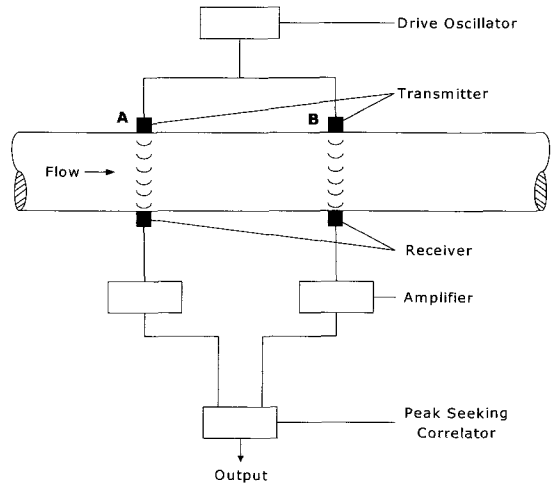 Drive Oscillator
A
B
Transmitter
Flow
Receiver
Amplifier
Peak Seeking
Correlator
Output